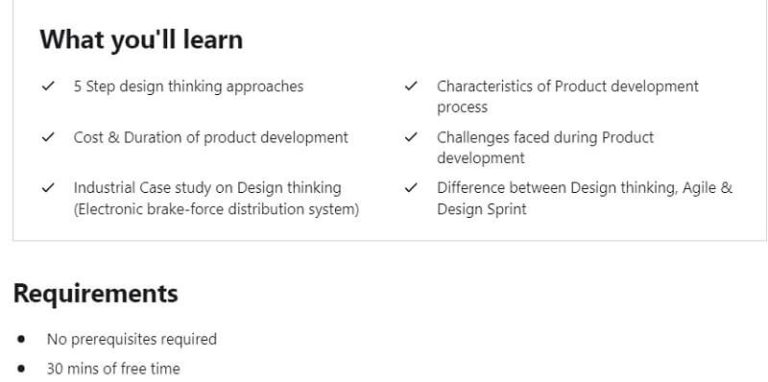 What you'll learn
5 Step design thinking approaches
Characteristics of Product development
process
Cost & Duration of product development
Challenges faced during Product
development
Industrial Case study on Design thinking
(Electronic brake-force distribution system)
Difference between Design thinking, Agile &
Design Sprint
Requirements
No prerequisites required
30 mins of free time